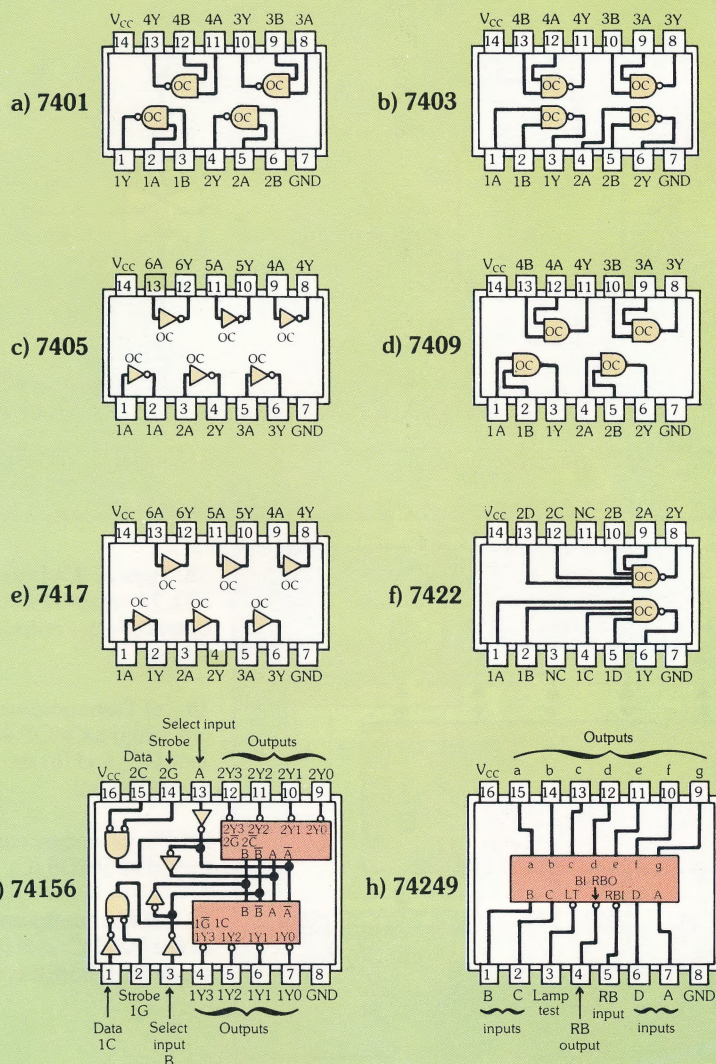 V_CC 4Y 4B 4A 3Y 3B 3A
14 13 12 11 10 9 8
OC OC
a) 7401
OC OC
1 2 3 4 5 6 7
1Y 1A 1B 2Y 2A 2B GND
V_CC 4B 4A 4Y 3B 3A 3Y
14 13 12 11 10 9 8
OC OC
b) 7403
OC OC
1 2 3 4 5 6 7
1A 1B 1Y 2A 2B 2Y GND
V_CC 6A 6Y 5A 5Y 4A 4Y
14 13 12 11 10 9 8
OC OC OC
c) 7405
OC OC OC
1 2 3 4 5 6 7
1A 1A 2A 2Y 3A 3Y GND
V_CC 4B 4A 4Y 3B 3A 3Y
14 13 12 11 10 9 8
OC OC
d) 7409
OC OC
1 2 3 4 5 6 7
1A 1B 1Y 2A 2B 2Y GND
V_CC 6A 6Y 5A 5Y 4A 4Y
14 13 12 11 10 9 8
OC OC OC
e) 7417
OC OC OC
1 2 3 4 5 6 7
1A 1Y 2A 2Y 3A 3Y GND
V_CC 2D 2C NC 2B 2A 2Y
14 13 12 11 10 9 8
OC
f) 7422
OC
1 2 3 4 5 6 7
1A 1B NC 1C 1D 1Y GND
Select input
Strobe Outputs
Data
V_CC 2C 2G A 2Y3 2Y2 2Y1 2Y0
16 15 14 13 12 11 10 9
2Y3 2Y2 2Y1 2Y0
2G̅ 2C̅
B B̅ A A̅
) 74156
B B̅ A A̅
1G̅ 1C
1Y3 1Y2 1Y1 1Y0
1 2 3 4 5 6 7 8
Strobe 1Y3 1Y2 1Y1 1Y0 GND
1G
Data Select Outputs
1C input
B
Outputs
V_CC a b c d e f g
16 15 14 13 12 11 10 9
a b c d e f g
BI RBO
B C LT RBI D A
h) 74249
1 2 3 4 5 6 7 8
B C Lamp RB D A GND
test input
inputs RB inputs
output